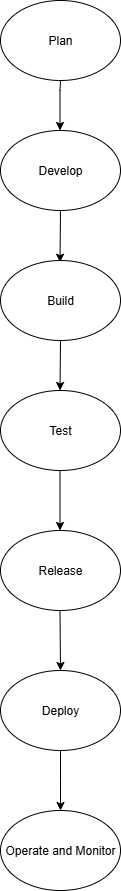 Plan
Develop
Build
Test
Release
Deploy
Operate and Monitor